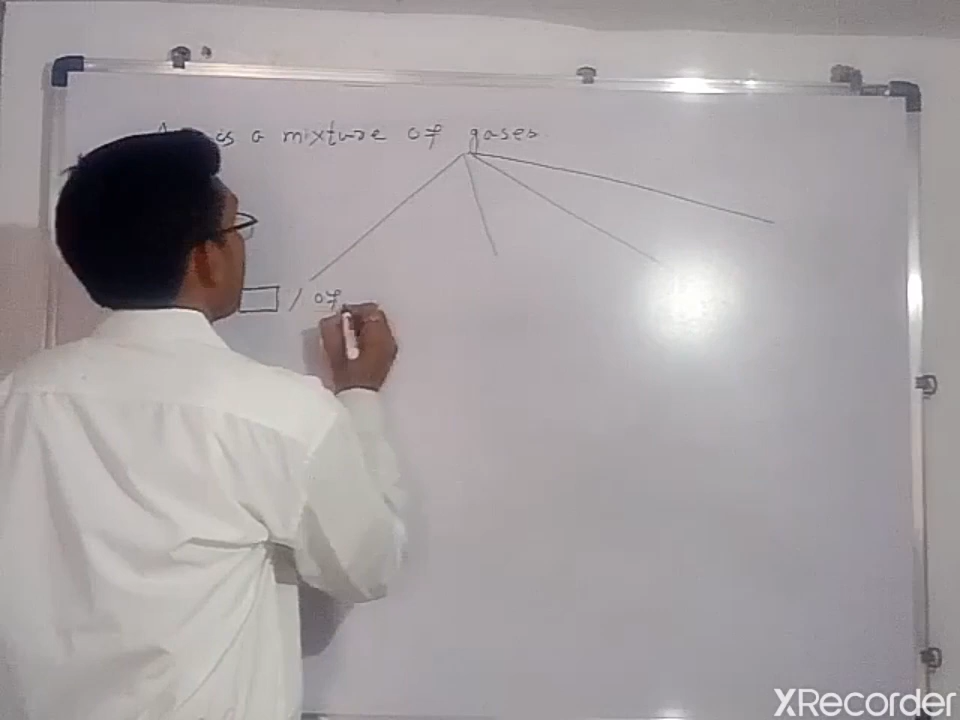 is a mixture of gases
/ of
XRecorder